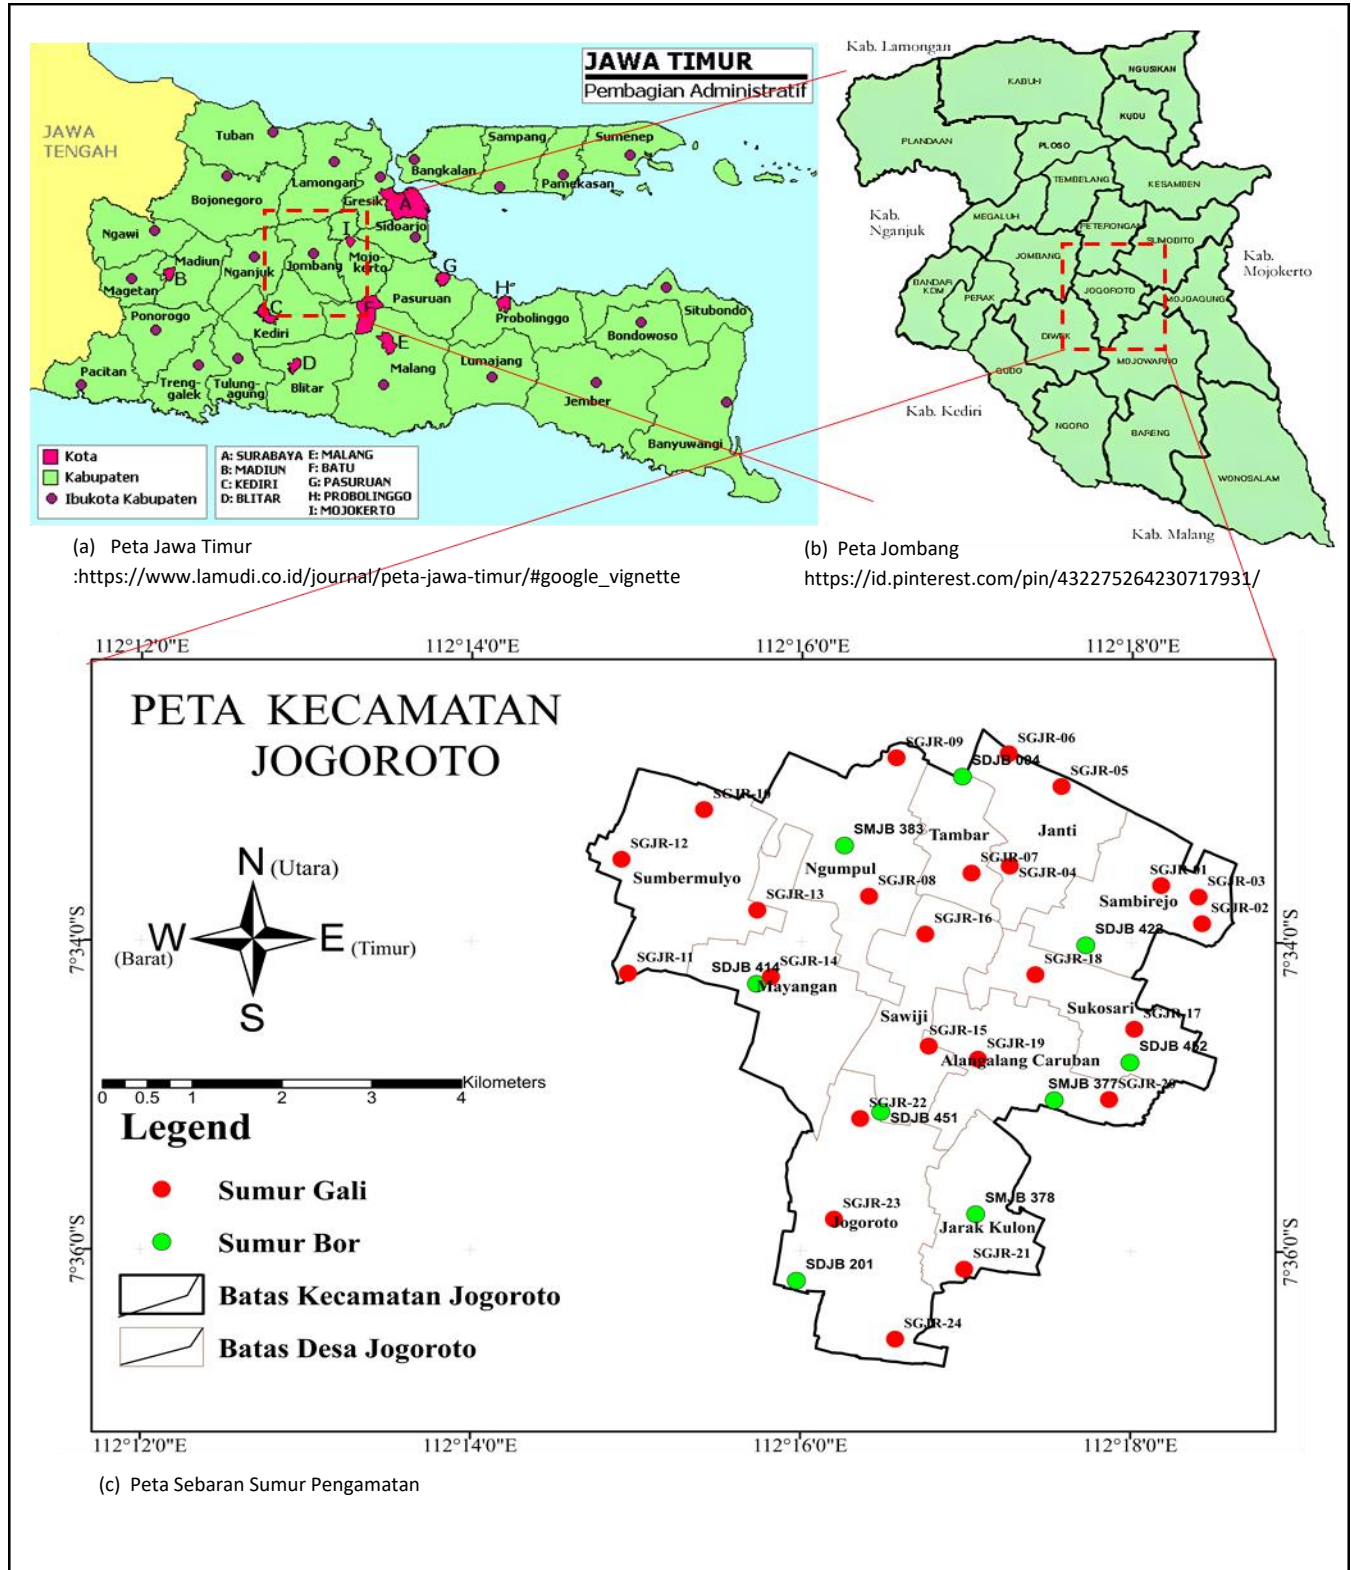 JAWA TIMUR
Pembagian Administratif
JAWA
TENGAH
Tuban
Lamongan
Bojonegoro
Gresik
Bangkalan
Sampang
Pamekasan
Sumenep
A
Sidoarjo
I
Ngawi
Madiun
B
Magetan
Nganjuk
Jombang
Mojo-
kerto
G
Pasuruan
H
Probolinggo
Ponorogo
C
Kediri
F
E
Situbondo
Bondowoso
Pacitan
Treng-
galek
Tulung-
agung
D
Blitar
Malang
Lumajang
Jember
Banyuwangi
Kota
Kabupaten
Ibukota Kabupaten
A: SURABAYA E: MALANG
B: MADIUN F: BATU
C: KEDIRI G: PASURUAN
D: BLITAR H: PROBOLINGGO
I: MOJOKERTO
Kab. Lamongan
NGUSIKAN
KABUH
KUDU
PLANDAAN
PLOSO
TEMBELANG
KESAMBEN
Kab.
Nganjuk
MEGALUH
PETERONGAN
SUMOBITO
JOMBANG
Kab.
Mojokerto
BANDAR
KDM
PERAK
JOGOROTO
MOJOAGUNG
DIWEK
MOJOWARNO
GUDO
Kab. Kediri
NGORO
BARENG
WONOSALAM
Kab. Malang
(a) Peta Jawa Timur
:https://www.lamudi.co.id/journal/peta-jawa-timur/#google_vignette
(b) Peta Jombang
https://id.pinterest.com/pin/432275264230717931/
112°12'0"E 112°14'0"E 112°16'0"E 112°18'0"E
PETA KECAMATAN
JOGOROTO
N (Utara)
W (Barat)
E (Timur)
S
7°34'0"S
7°34'0"S
7°36'0"S
7°36'0"S
SGJR-09
SGJR-06
SDJB 084
SGJR-05
SGJR-10
SMJB 383
Tambar
Janti
SGJR-12
Ngumpul
SGJR-07
SGJR-04
SGJR-01
SGJR-03
Sumbermulyo
SGJR-08
Sambirejo
SGJR-02
SGJR-13
SGJR-16
SDJB 423
SGJR-11
SDJB 414
SGJR-14
SGJR-18
Mayangan
Sukosari
SGJR-17
Sawiji
SGJR-15
SGJR-19
SDJB 452
Alangalang Caruban
SMJB 377
SGJR-20
SGJR-22
SDJB 451
SMJB 378
SGJR-23
Jogoroto
Jarak Kulon
SDJB 201
SGJR-21
SGJR-24
0 0.5 1 2 3 4 Kilometers
Legend
Sumur Gali
Sumur Bor
Batas Kecamatan Jogoroto
Batas Desa Jogoroto
112°12'0"E 112°14'0"E 112°16'0"E 112°18'0"E
(c) Peta Sebaran Sumur Pengamatan